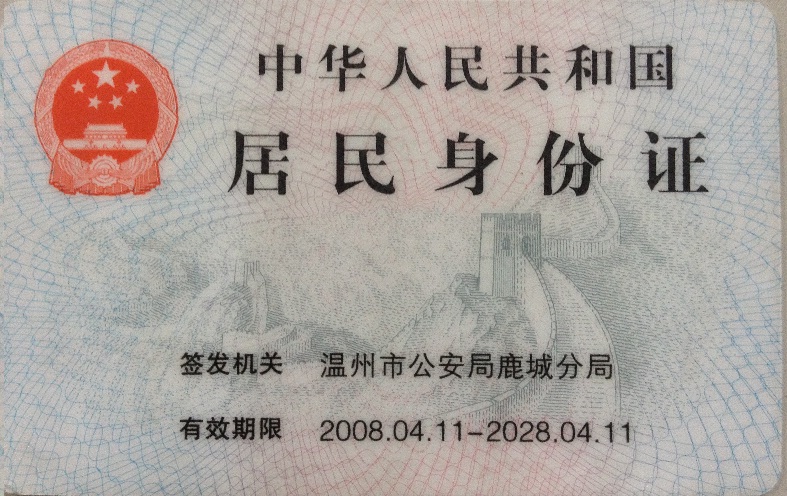 中华人民共和国
居民身份证
签发机关 温州市公安局鹿城分局
有效期限 2008.04.11-2028.04.11